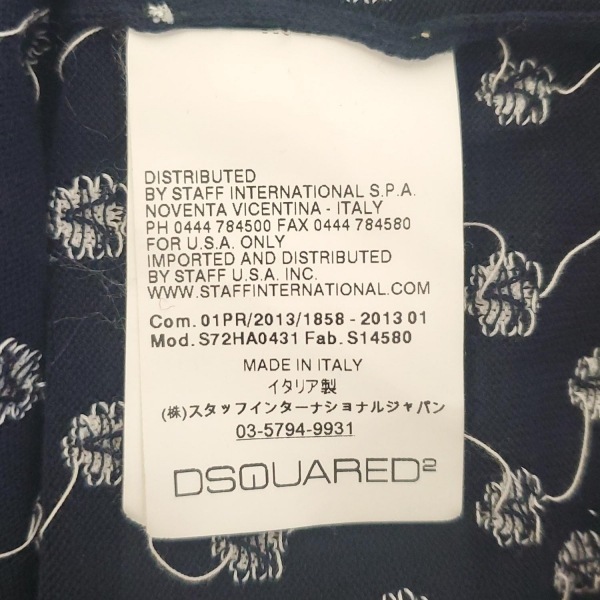 DISTRIBUTED
BY STAFF INTERNATIONAL S.P.A.
NOVENTA VICENTINA - ITALY
PH 0444 784500 FAX 0444 784580
FOR U.S.A. ONLY
IMPORTED AND DISTRIBUTED
BY STAFF U.S.A. INC.
WWW.STAFFINTERNATIONAL.COM
Com. 01PR/2013/1858 - 2013 01
Mod. S72HA0431 Fab. S14580
MADE IN ITALY
イタリア製
(株)スタッフインターナショナルジャパン
03-5794-9931
DSQUARED²